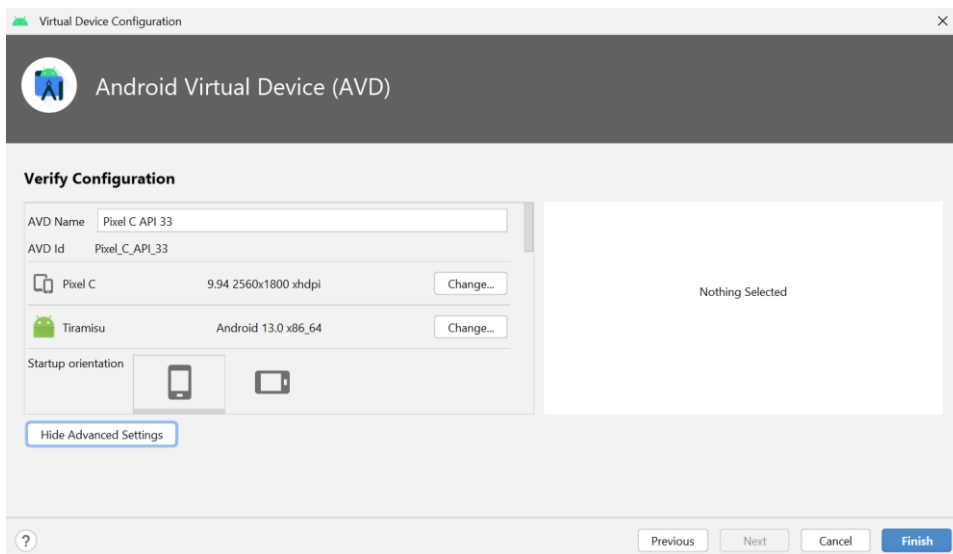 Virtual Device Configuration
Android Virtual Device (AVD)
Verify Configuration
AVD Name Pixel C API 33
AVD Id Pixel_C_API_33
Pixel C 9.94 2560x1800 xhdpi Change...
Nothing Selected
Tiramisu Android 13.0 x86_64 Change...
Startup orientation
Hide Advanced Settings
? Previous Next Cancel Finish